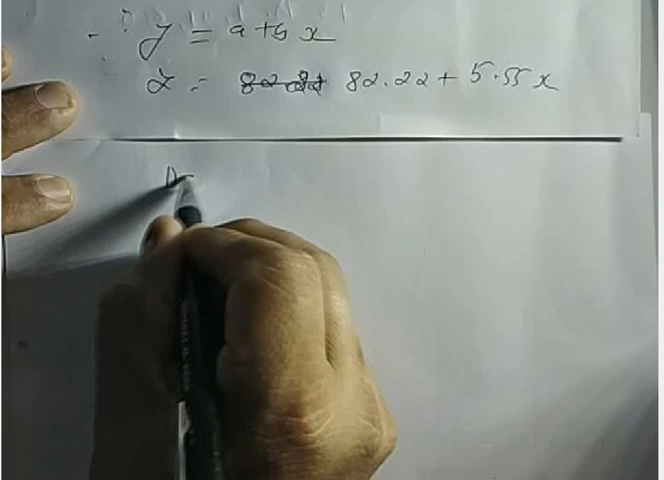 y = a + b x
y = 82.22 + 5.55 x